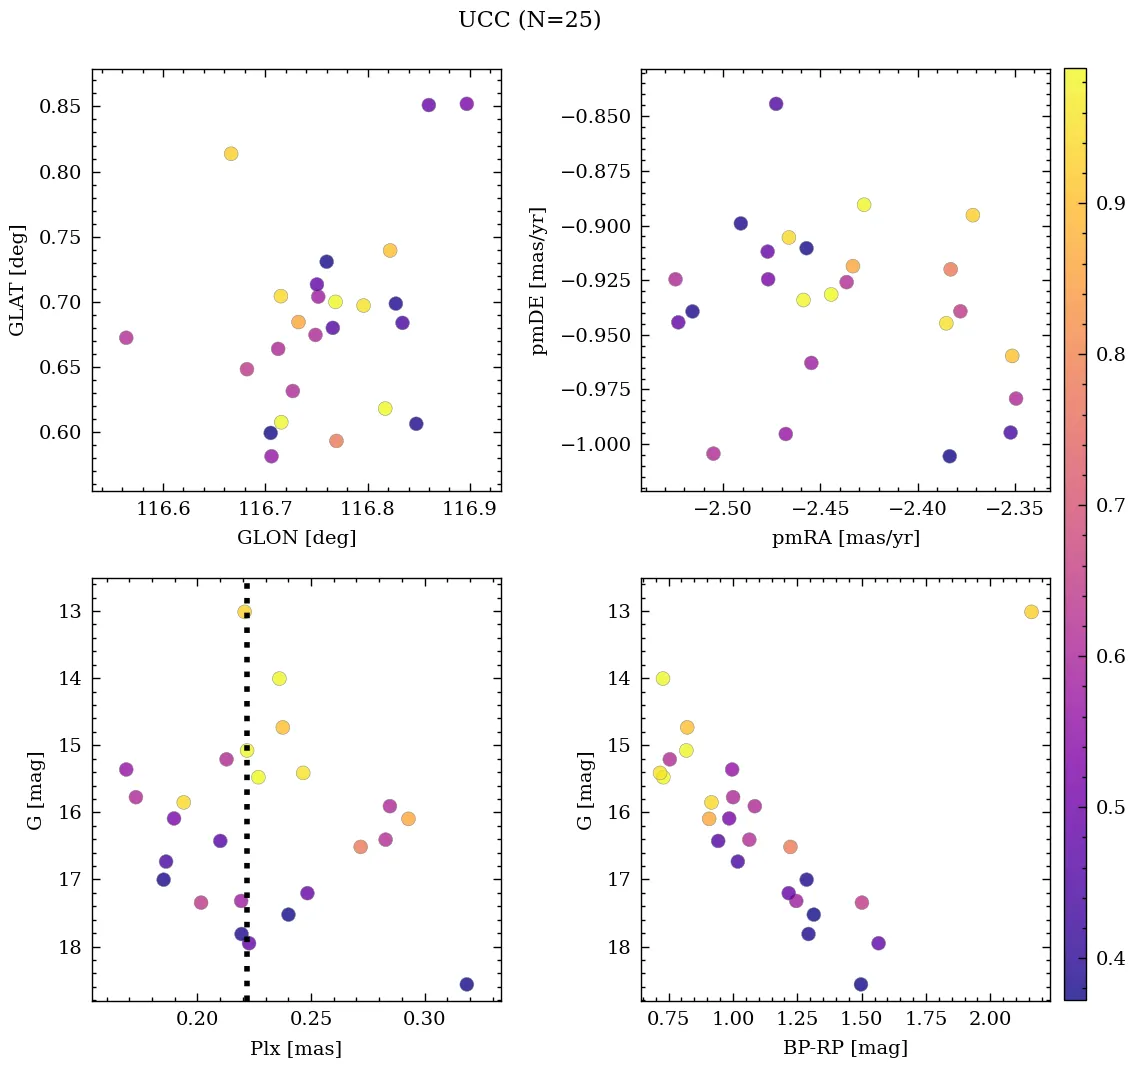 UCC (N=25)
0.85
0.80
0.75
0.70
0.65
0.60
GLAT [deg]
116.6 116.7 116.8 116.9
GLON [deg]
−0.850
−0.875
−0.900
−0.925
−0.950
−0.975
−1.000
pmDE [mas/yr]
−2.50 −2.45 −2.40 −2.35
pmRA [mas/yr]
0.9
0.8
0.7
0.6
0.5
0.4
13
14
15
16
17
18
G [mag]
0.20 0.25 0.30
Plx [mas]
13
14
15
16
17
18
G [mag]
0.75 1.00 1.25 1.50 1.75 2.00
BP-RP [mag]